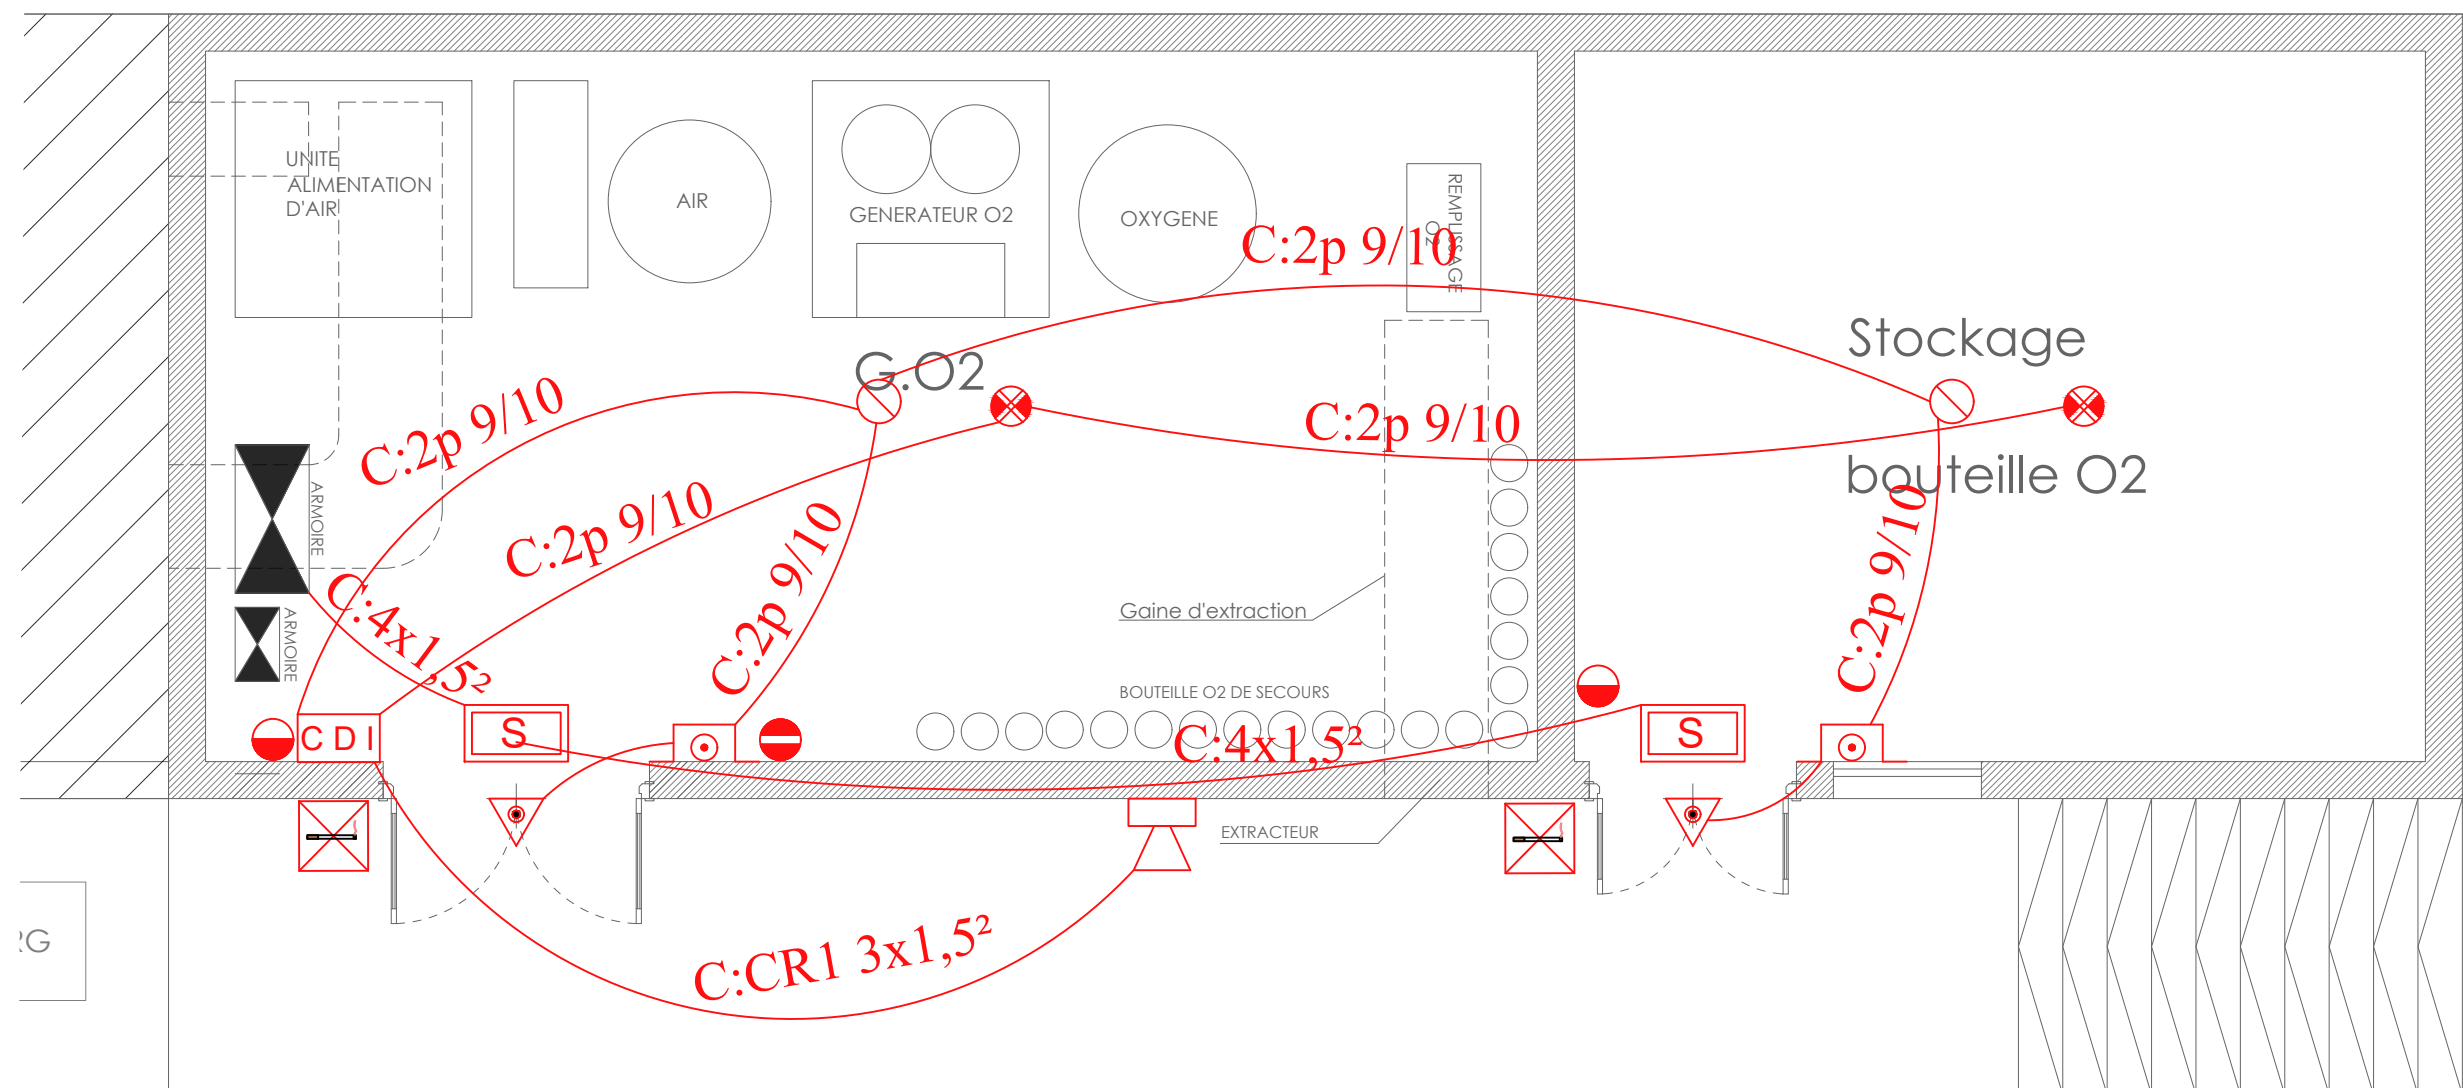 UNITE
ALIMENTATION
D'AIR
AIR
GENERATEUR O2
OXYGENE
REMPLISSAGE
O2
C:2p 9/10
G.O2
Stockage
bouteille O2
C:2p 9/10
C:2p 9/10
C:2p 9/10
C:2p 9/10
C:2p 9/10
ARMOIRE
ARMOIRE
C:4x1,5²
Gaine d'extraction
BOUTEILLE O2 DE SECOURS
CDI
S
C:4x1,5²
S
EXTRACTEUR
C:CR1 3x1,5²